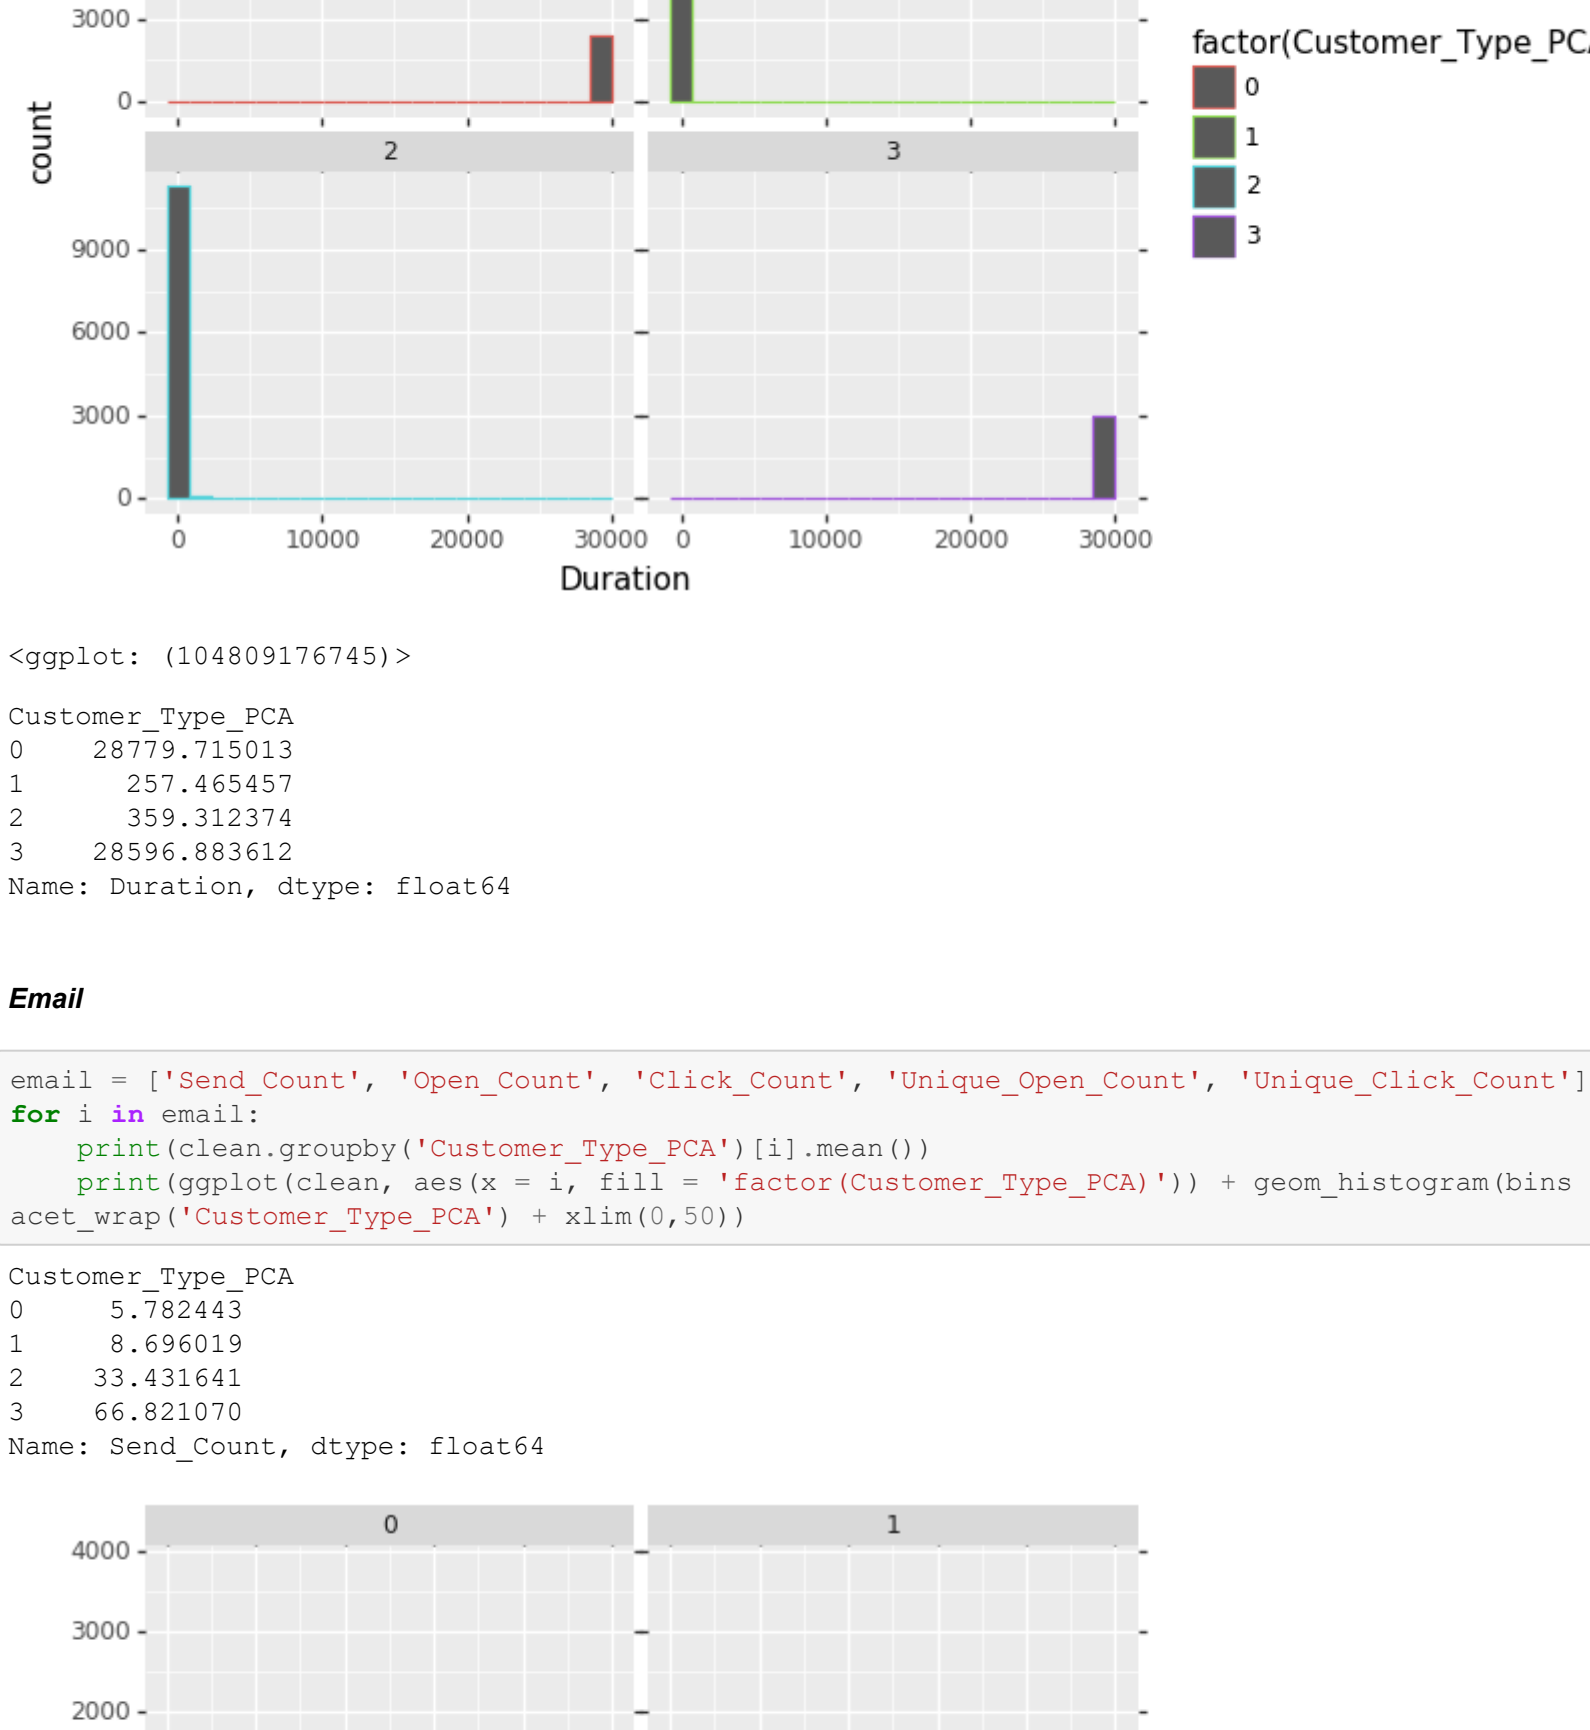 3000
0
factor(Customer_Type_PCA
0
1
2
3
count
2
3
9000
6000
3000
0
0 10000 20000 30000 0 10000 20000 30000
Duration
<ggplot: (104809176745)>
Customer_Type_PCA
0 28779.715013
1 257.465457
2 359.312374
3 28596.883612
Name: Duration, dtype: float64
Email
email = ['Send_Count', 'Open_Count', 'Click_Count', 'Unique_Open_Count', 'Unique_Click_Count']
for i in email:
    print(clean.groupby('Customer_Type_PCA')[i].mean())
    print(ggplot(clean, aes(x = i, fill = 'factor(Customer_Type_PCA)')) + geom_histogram(bins
acet_wrap('Customer_Type_PCA') + xlim(0,50))
Customer_Type_PCA
0 5.782443
1 8.696019
2 33.431641
3 66.821070
Name: Send_Count, dtype: float64
0
1
4000
3000
2000